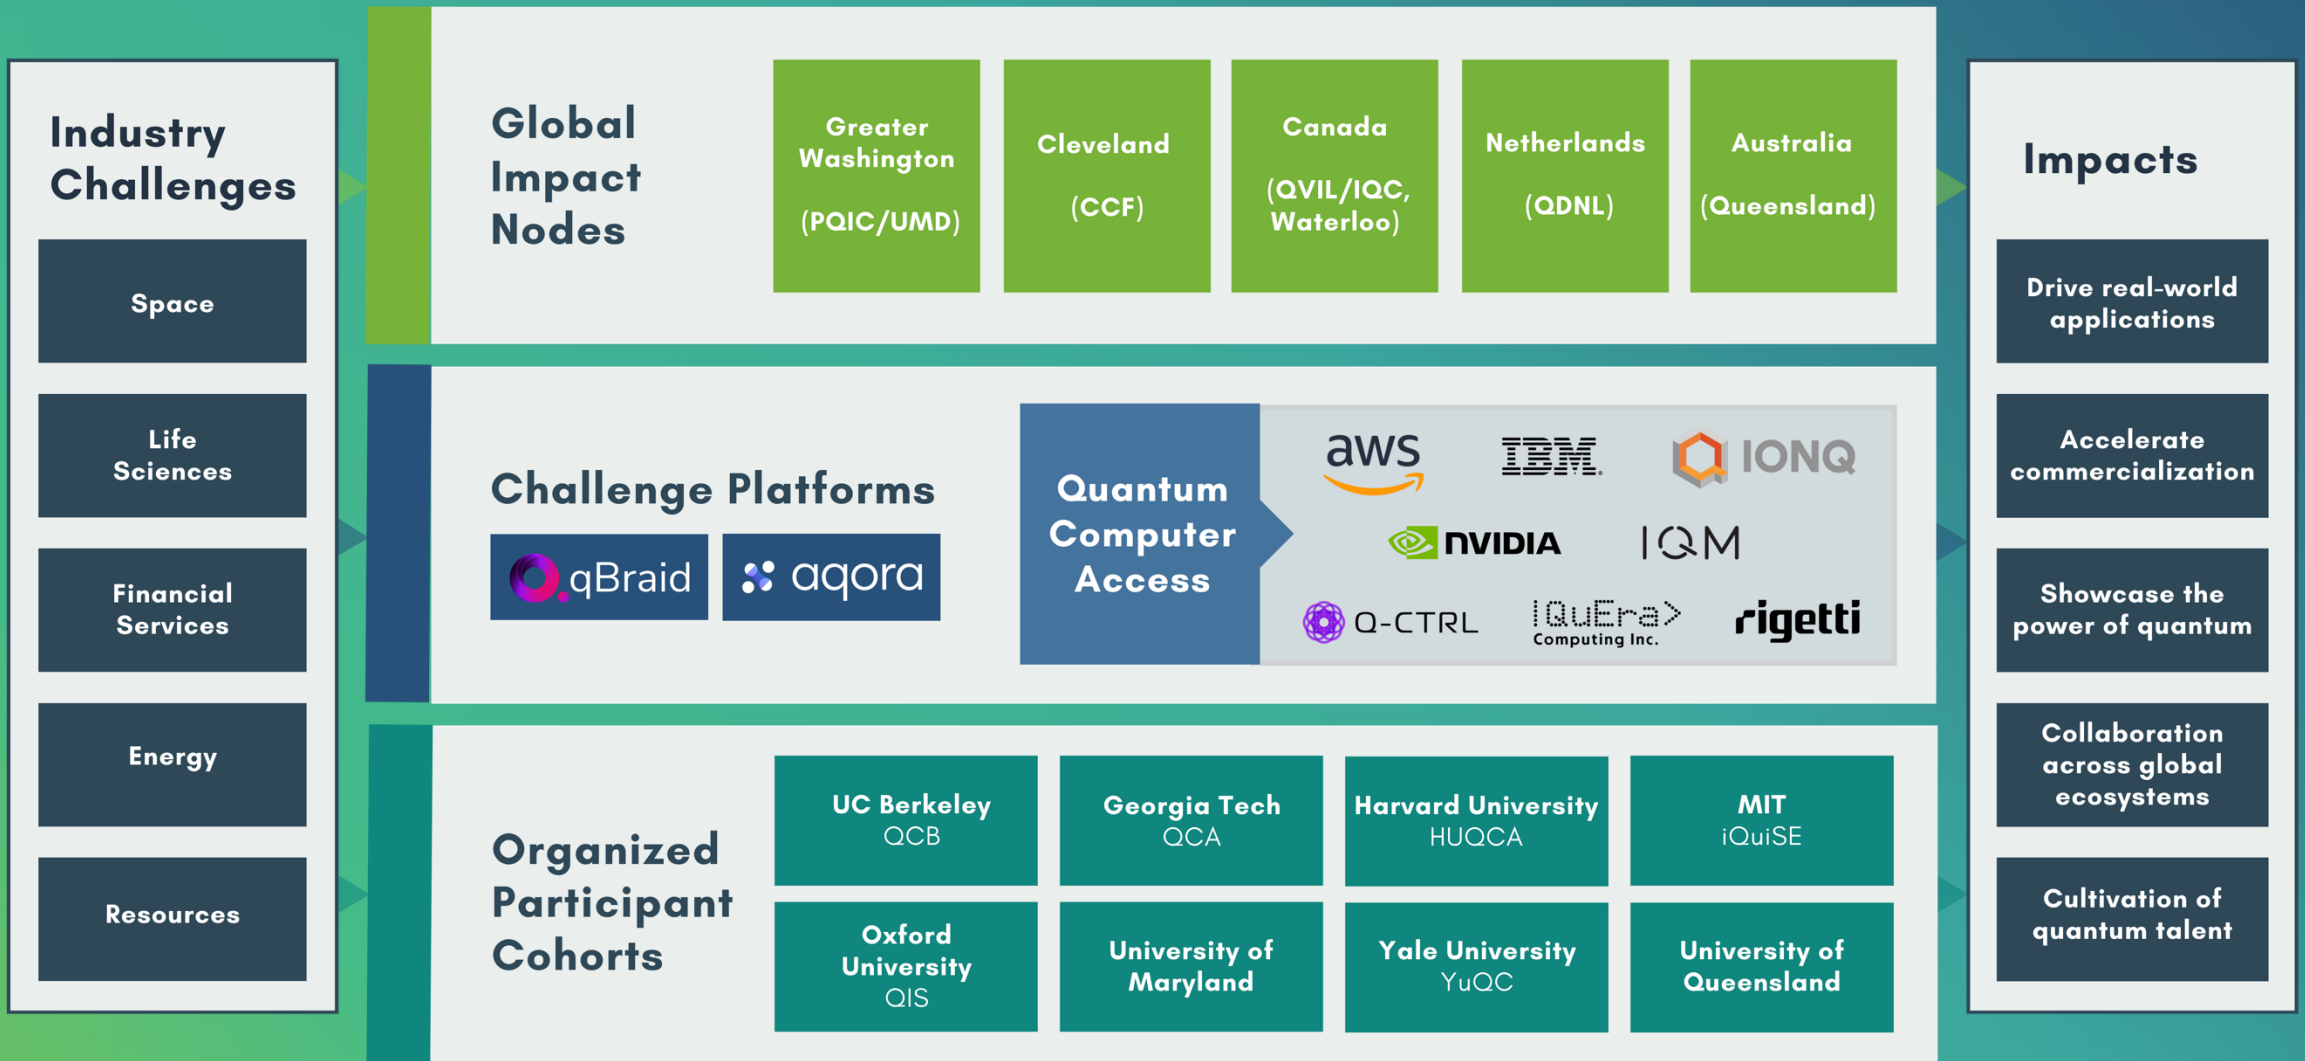 Industry
Challenges
Space
Life
Sciences
Financial
Services
Energy
Resources
Global
Impact
Nodes
Greater
Washington
(PQIC/UMD)
Cleveland
(CCF)
Canada
(QVIL/IQC,
Waterloo)
Netherlands
(QDNL)
Australia
(Queensland)
Challenge Platforms
qBraid
aqora
Quantum
Computer
Access
aws
IBM.
IONQ
NVIDIA
IQM
Q-CTRL
|QuEra>
Computing Inc.
rigetti
Organized
Participant
Cohorts
UC Berkeley
QCB
Georgia Tech
QCA
Harvard University
HUQCA
MIT
iQuiSE
Oxford
University
QIS
University of
Maryland
Yale University
YuQC
University of
Queensland
Impacts
Drive real-world
applications
Accelerate
commercialization
Showcase the
power of quantum
Collaboration
across global
ecosystems
Cultivation of
quantum talent